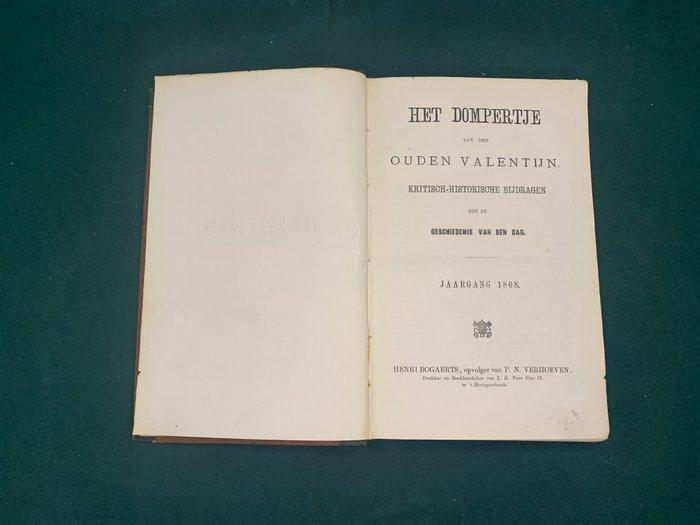 HET DOMPERTJE
VAN DEN
OUDEN VALENTIJN.
KRITISCH-HISTORISCHE BIJDRAGEN
TOT DE
GESCHIEDENIS VAN DEN DAG.
JAARGANG 1868.
HENRI BOGAERTS, opvolger van P. N. VERHOEVEN,
Drukker en Boekhandelaar van Z. H. Paus Pius IX,
te 's Hertogenbosch.